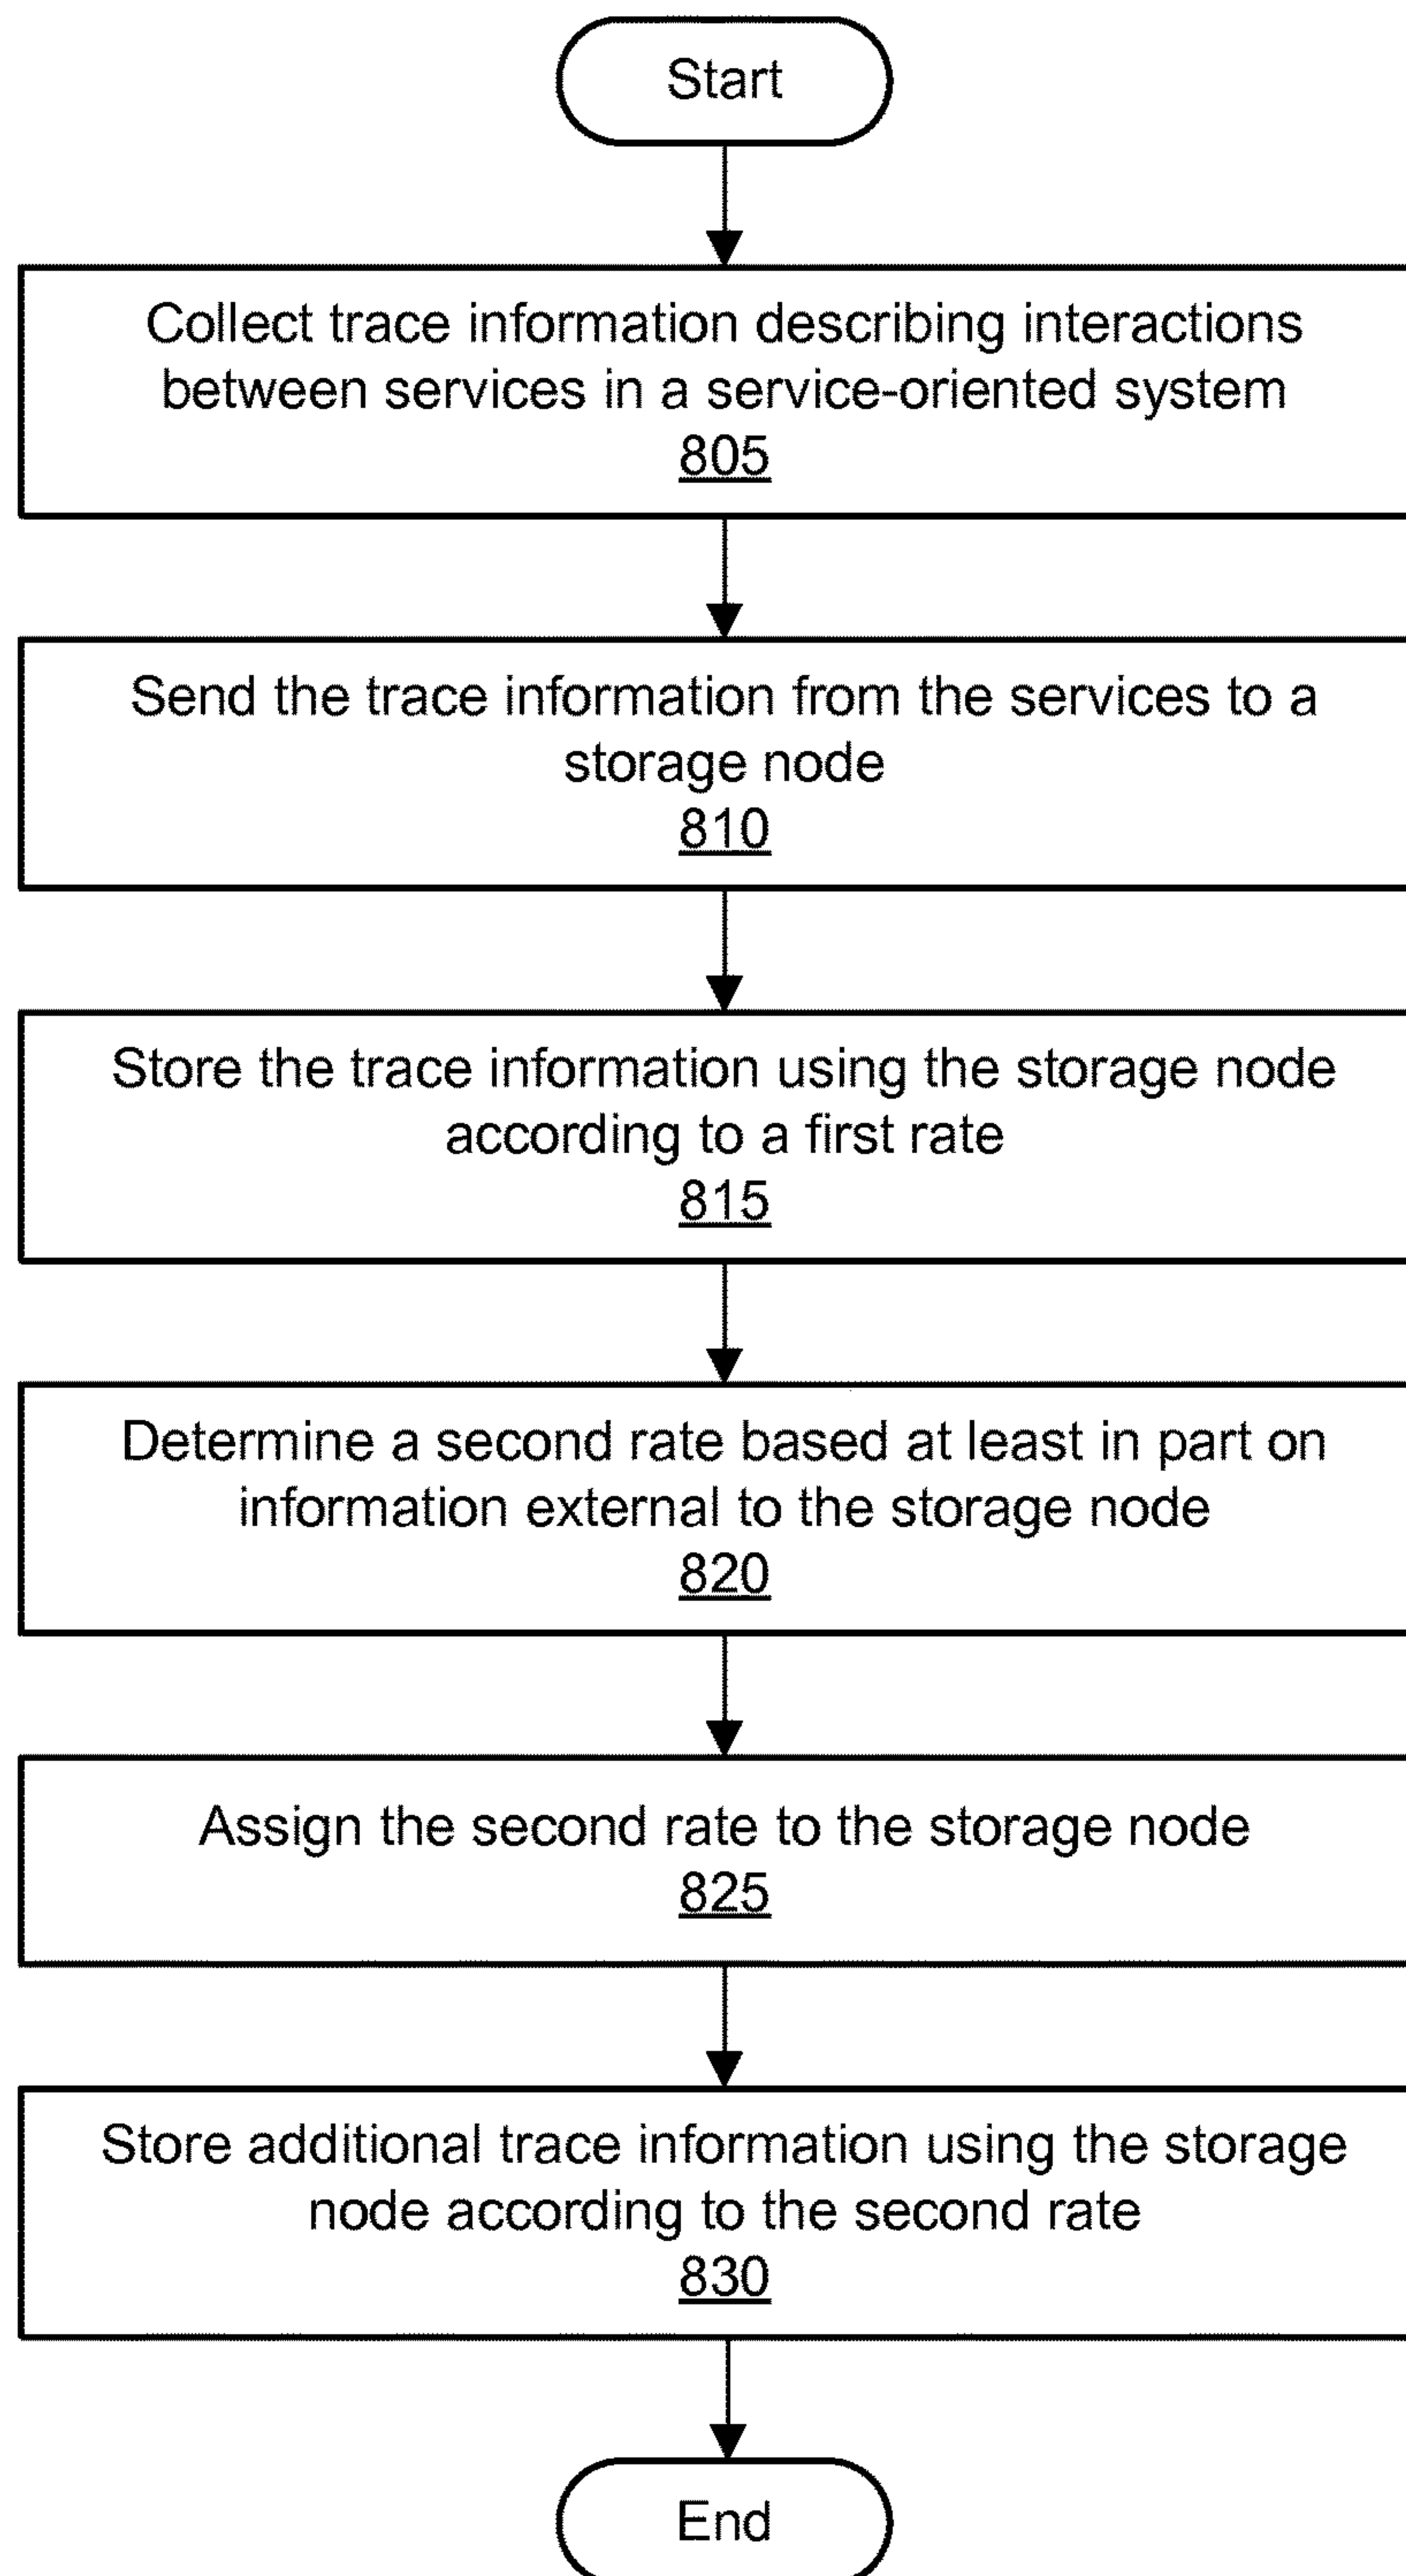 Start
Collect trace information describing interactions
between services in a service-oriented system
805
Send the trace information from the services to a
storage node
810
Store the trace information using the storage node
according to a first rate
815
Determine a second rate based at least in part on
information external to the storage node
820
Assign the second rate to the storage node
825
Store additional trace information using the storage
node according to the second rate
830
End